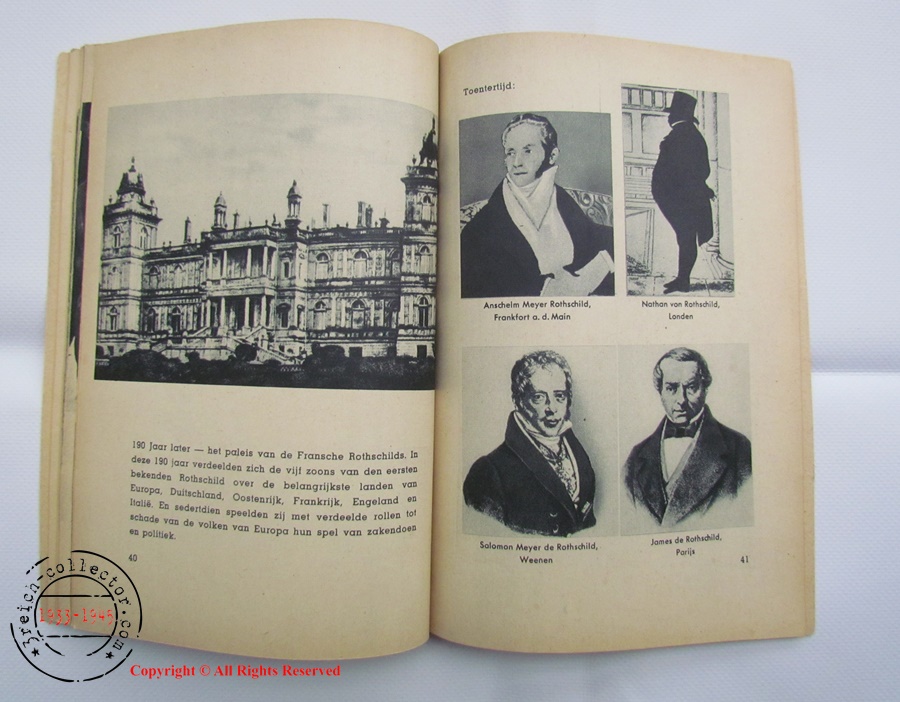 190 Jaar later — het paleis van de Fransche Rothschilds. In
deze 190 jaar verdeelden zich de vijf zoons van den eersten
bekenden Rothschild over de belangrijkste landen van
Europa, Duitschland, Oostenrijk, Frankrijk, Engeland en
Italië. En sedertdien speelden zij met verdeelde rollen tot
schade van de volken van Europa hun spel van zakendoen
en politiek.
40
Toentertijd:
Anschelm Meyer Rothschild,
Frankfort a. d. Main
Nathan von Rothschild,
Londen
Salomon Meyer de Rothschild,
Weenen
James de Rothschild,
Parijs
41
3reich-collector.com
1933-1945
Copyright © All Rights Reserved